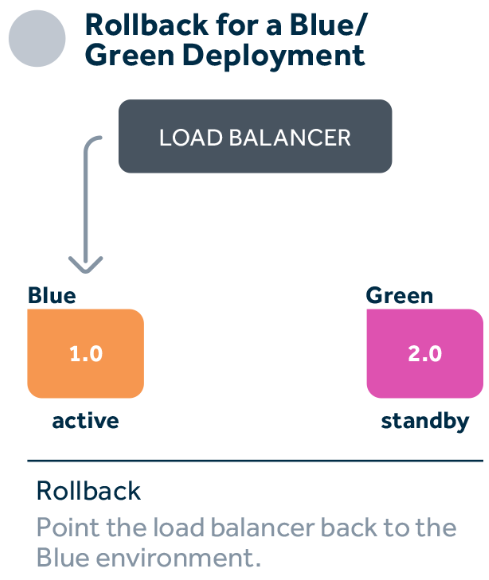 Rollback for a Blue/
Green Deployment
LOAD BALANCER
Blue
Green
1.0
2.0
active
standby
Rollback
Point the load balancer back to the
Blue environment.